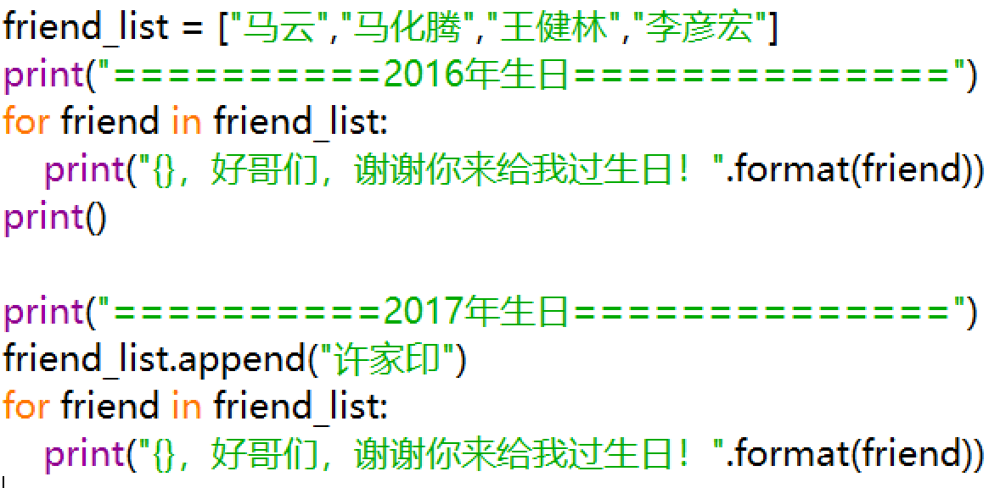 friend_list = ["马云","马化腾","王健林","李彦宏"]
print("==========2016年生日==============")
for friend in friend_list:
    print("{}，好哥们，谢谢你来给我过生日！".format(friend))
print()

print("==========2017年生日==============")
friend_list.append("许家印")
for friend in friend_list:
    print("{}，好哥们，谢谢你来给我过生日！".format(friend))